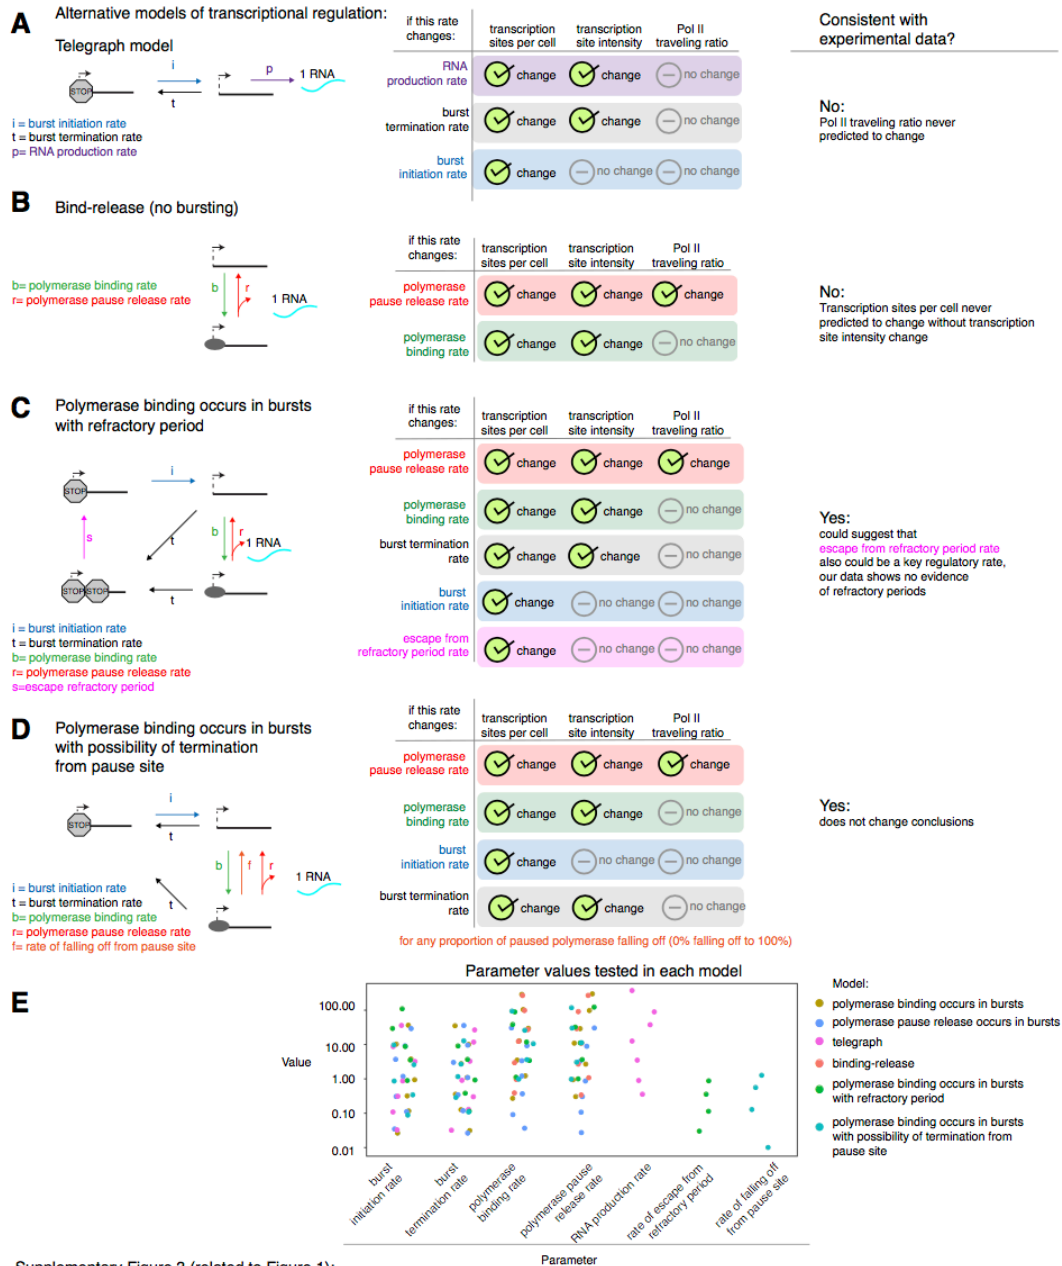 A
Alternative models of transcriptional regulation:
Telegraph model
STOP
i
t
p
1 RNA
i = burst initiation rate
t = burst termination rate
p= RNA production rate
if this rate
changes:
transcription
sites per cell
transcription
site intensity
Pol II
traveling ratio
RNA
production rate
change
change
no change
burst
termination rate
change
change
no change
burst
initiation rate
change
no change
no change
Consistent with
experimental data?
No:
Pol II traveling ratio never
predicted to change
B
Bind-release (no bursting)
b= polymerase binding rate
r= polymerase pause release rate
b
r
1 RNA
if this rate
changes:
transcription
sites per cell
transcription
site intensity
Pol II
traveling ratio
polymerase
pause release rate
change
change
change
polymerase
binding rate
change
change
no change
No:
Transcription sites per cell never
predicted to change without transcription
site intensity change
C
Polymerase binding occurs in bursts
with refractory period
STOP
i
s
t
b
r
1 RNA
STOP STOP
t
i = burst initiation rate
t = burst termination rate
b= polymerase binding rate
r= polymerase pause release rate
s=escape refractory period
if this rate
changes:
transcription
sites per cell
transcription
site intensity
Pol II
traveling ratio
polymerase
pause release rate
change
change
change
polymerase
binding rate
change
change
no change
burst termination
rate
change
change
no change
burst
initiation rate
change
no change
no change
escape from
refractory period rate
change
no change
no change
Yes:
could suggest that
escape from refractory period rate
also could be a key regulatory rate,
our data shows no evidence
of refractory periods
D
Polymerase binding occurs in bursts
with possibility of termination
from pause site
STOP
i
t
b
f
r
1 RNA
t
i = burst initiation rate
t = burst termination rate
b= polymerase binding rate
r= polymerase pause release rate
f= rate of falling off from pause site
if this rate
changes:
transcription
sites per cell
transcription
site intensity
Pol II
traveling ratio
polymerase
pause release rate
change
change
change
polymerase
binding rate
change
change
no change
burst
initiation rate
change
no change
no change
burst termination
rate
change
change
no change
for any proportion of paused polymerase falling off (0% falling off to 100%)
Yes:
does not change conclusions
E
Parameter values tested in each model
Value
100.00
10.00
1.00
0.10
0.01
burst
initiation rate
burst
termination rate
polymerase
binding rate
polymerase pause
release rate
RNA production rate
rate of escape from
refractory period
rate of falling off
from pause site
Parameter
Model:
polymerase binding occurs in bursts
polymerase pause release occurs in bursts
telegraph
binding-release
polymerase binding occurs in bursts
with refractory period
polymerase binding occurs in bursts
with possibility of termination from
pause site
Supplementary Figure 2 (related to Figure 1):